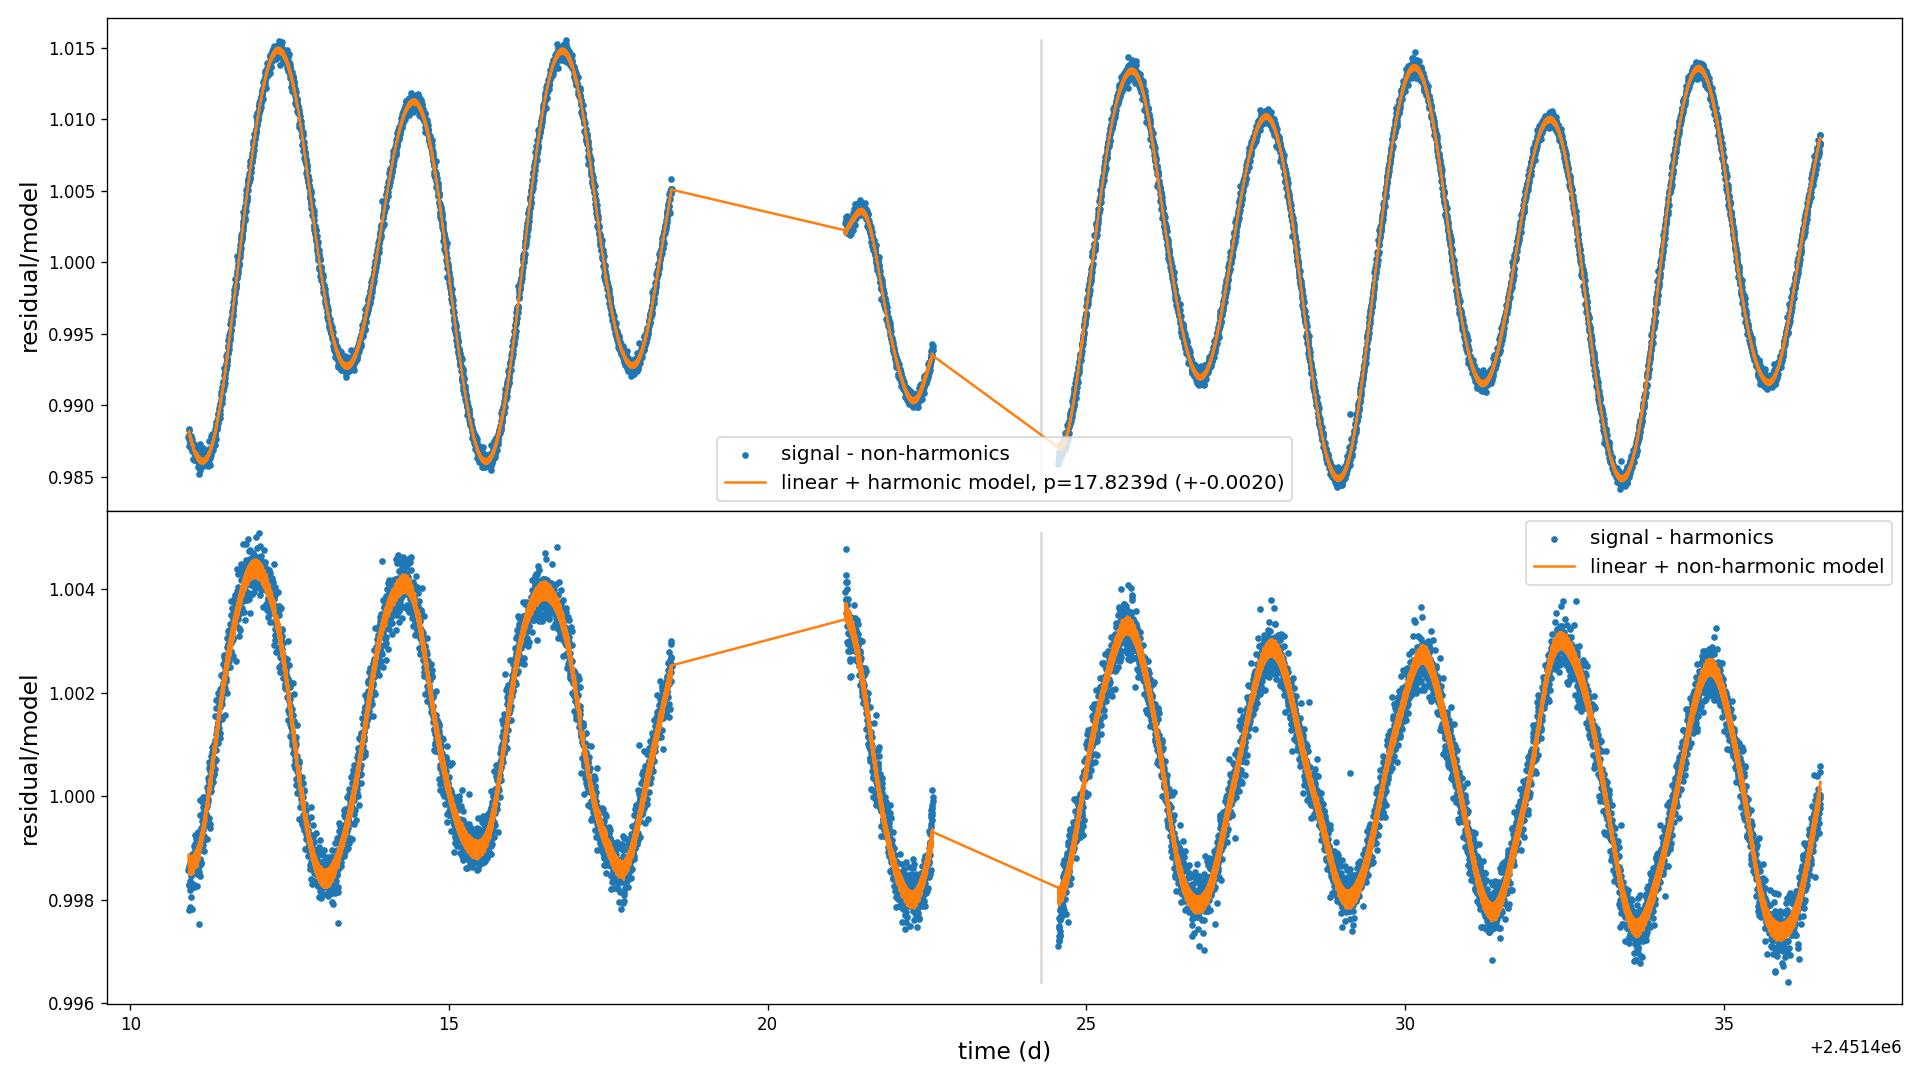 residual/model
1.015
1.010
1.005
1.000
0.995
0.990
0.985
signal - non-harmonics
linear + harmonic model, p=17.8239d (+-0.0020)
residual/model
1.004
1.002
1.000
0.998
0.996
signal - harmonics
linear + non-harmonic model
10 15 20 25 30 35
time (d)
+2.4514e6